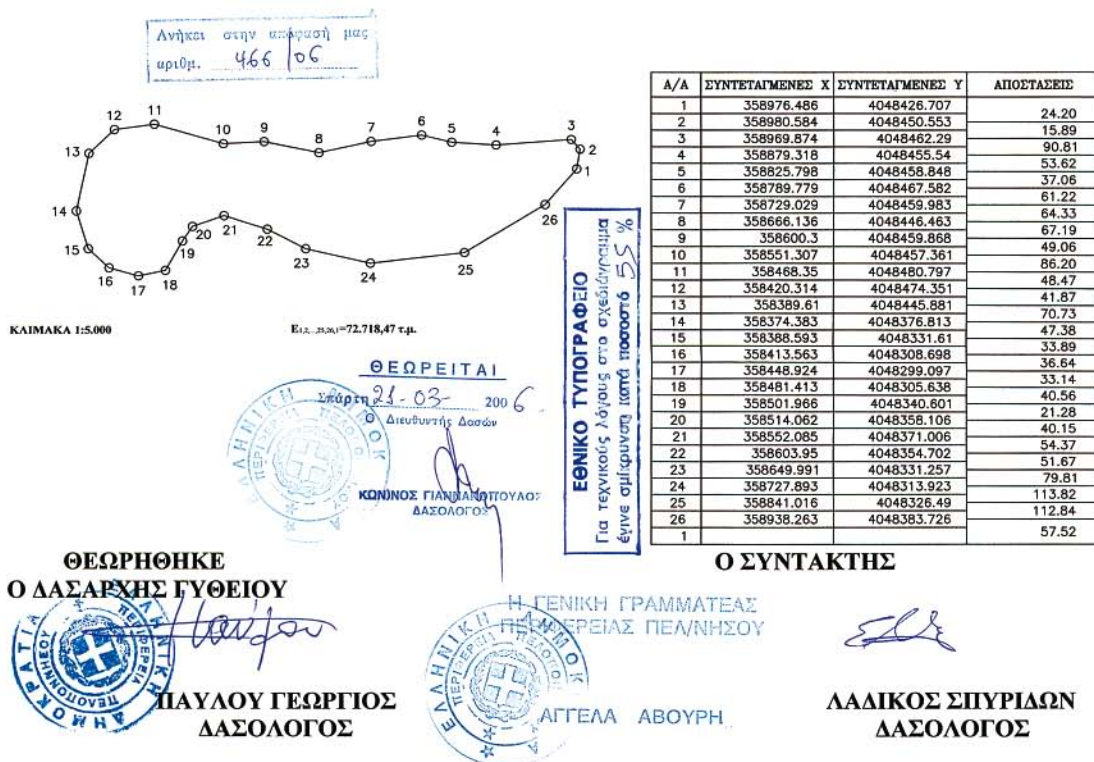 Ανήκει στην απόφασή μας
αριθμ. 466/06
12
11
10
9
8
7
6
5
4
3
2
1
13
14
15
16
17
18
19
20
21
22
23
24
25
26
ΚΛΙΜΑΚΑ 1:5.000
Ε1,2,...,25,26,1=72.718,47 τ.μ.
Α/Α ΣΥΝΤΕΤΑΓΜΕΝΕΣ Χ ΣΥΝΤΕΤΑΓΜΕΝΕΣ Υ ΑΠΟΣΤΑΣΕΙΣ
1 358976.486 4048426.707
24.20
2 358980.584 4048450.553
15.89
3 358969.874 4048462.29
90.81
4 358879.318 4048455.54
53.62
5 358825.798 4048458.848
37.06
6 358789.779 4048467.582
61.22
7 358729.029 4048459.983
64.33
8 358666.136 4048446.463
67.19
9 358600.3 4048459.868
49.06
10 358551.307 4048457.361
86.20
11 358468.35 4048480.797
48.47
12 358420.314 4048474.351
41.87
13 358389.61 4048445.881
70.73
14 358374.383 4048376.813
47.38
15 358388.593 4048331.61
33.89
16 358413.563 4048308.698
36.64
17 358448.924 4048299.097
33.14
18 358481.413 4048305.638
40.56
19 358501.966 4048340.601
21.28
20 358514.062 4048358.106
40.15
21 358552.085 4048371.006
54.37
22 358603.95 4048354.702
51.67
23 358649.991 4048331.257
79.81
24 358727.893 4048313.923
113.82
25 358841.016 4048326.49
112.84
26 358938.263 4048383.726
57.52
1
ΕΘΝΙΚΟ ΤΥΠΟΓΡΑΦΕΙΟ
Για τεχνικούς λόγους στο σχεδιάγραμμα
έγινε σμίκρυνση κατά ποσοστό 55 %
ΘΕΩΡΕΙΤΑΙ
Σπάρτη 21-03- 2006
Ο Διευθυντής Δασών
ΚΩΝ/ΝΟΣ ΓΙΑΝΝΑΚΟΠΟΥΛΟΣ
ΔΑΣΟΛΟΓΟΣ
ΘΕΩΡΗΘΗΚΕ
Ο ΔΑΣΑΡΧΗΣ ΓΥΘΕΙΟΥ
ΕΛΛΗΝΙΚΗ ΔΗΜΟΚΡΑΤΙΑ
ΠΕΡΙΦΕΡΕΙΑ ΠΕΛΟΠΟΝΝΗΣΟΥ
ΠΑΥΛΟΥ ΓΕΩΡΓΙΟΣ
ΔΑΣΟΛΟΓΟΣ
Η ΓΕΝΙΚΗ ΓΡΑΜΜΑΤΕΑΣ
ΠΕΡΙΦΕΡΕΙΑΣ ΠΕΛ/ΝΗΣΟΥ
ΑΓΓΕΛΑ ΑΒΟΥΡΗ
Ο ΣΥΝΤΑΚΤΗΣ
ΛΑΔΙΚΟΣ ΣΠΥΡΙΔΩΝ
ΔΑΣΟΛΟΓΟΣ